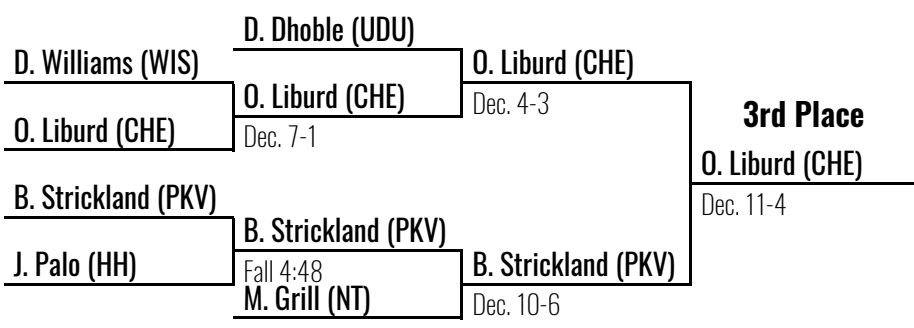 D. Dhoble (UDU)
D. Williams (WIS)
O. Liburd (CHE)
O. Liburd (CHE)
Dec. 4-3
3rd Place
O. Liburd (CHE)
Dec. 7-1
O. Liburd (CHE)
Dec. 11-4
B. Strickland (PKV)
B. Strickland (PKV)
J. Palo (HH)
Fall 4:48
B. Strickland (PKV)
M. Grill (NT)
Dec. 10-6